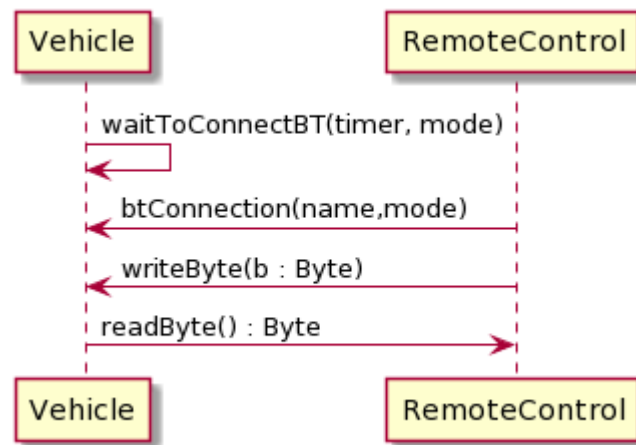 Vehicle
RemoteControl
waitToConnectBT(timer, mode)
btConnection(name,mode)
writeByte(b : Byte)
readByte() : Byte
Vehicle
RemoteControl